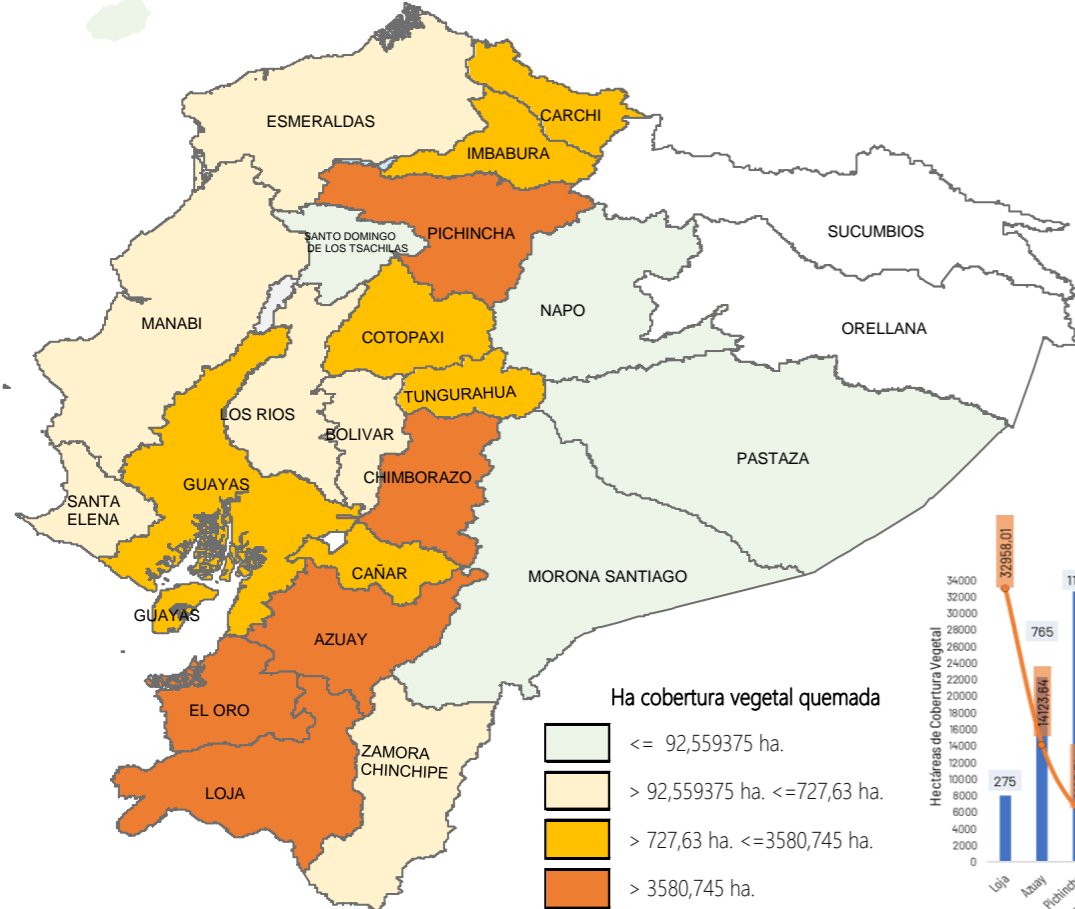 ESMERALDAS
CARCHI
IMBABURA
SUCUMBIOS
PICHINCHA
SANTO DOMINGO
DE LOS TSACHILAS
NAPO
ORELLANA
MANABI
COTOPAXI
TUNGURAHUA
LOS RIOS
BOLIVAR
PASTAZA
CHIMBORAZO
GUAYAS
SANTA
ELENA
CAÑAR
MORONA SANTIAGO
GUAYAS
AZUAY
EL ORO
ZAMORA
CHINCHIPE
LOJA
Ha cobertura vegetal quemada
<= 92,559375 ha.
> 92,559375 ha. <=727,63 ha.
> 727,63 ha. <=3580,745 ha.
> 3580,745 ha.
Hectáreas de Cobertura Vegetal
34000
32000
30000
28000
26000
24000
22000
20000
18000
16000
14000
12000
10000
8000
6000
4000
2000
0
32958.01
14123.64
275
765
Loja
Azuay